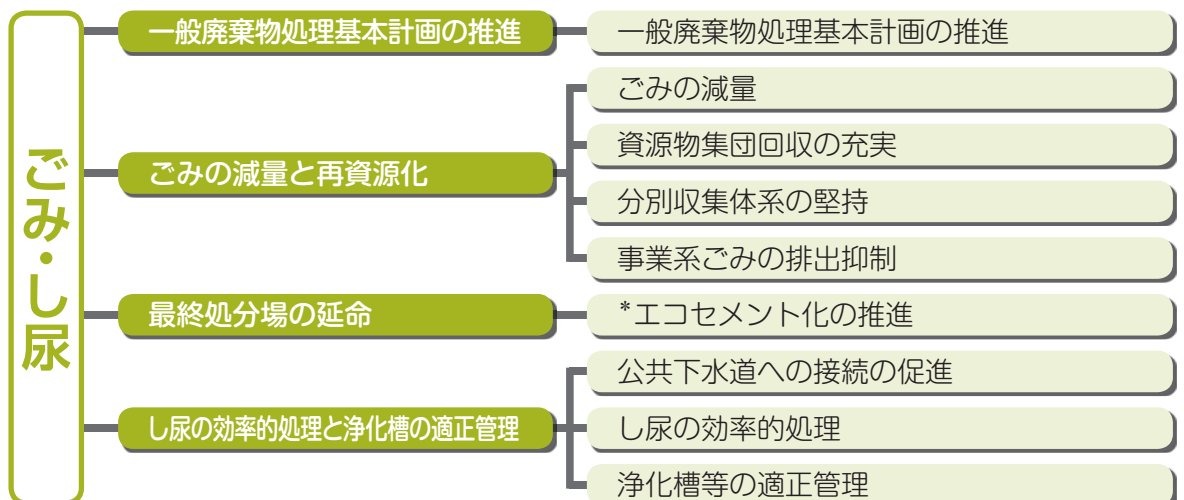 ごみ・し尿
一般廃棄物処理基本計画の推進
一般廃棄物処理基本計画の推進
ごみの減量と再資源化
ごみの減量
資源物集団回収の充実
分別収集体系の堅持
事業系ごみの排出抑制
最終処分場の延命
*エコセメント化の推進
し尿の効率的処理と浄化槽の適正管理
公共下水道への接続の促進
し尿の効率的処理
浄化槽等の適正管理